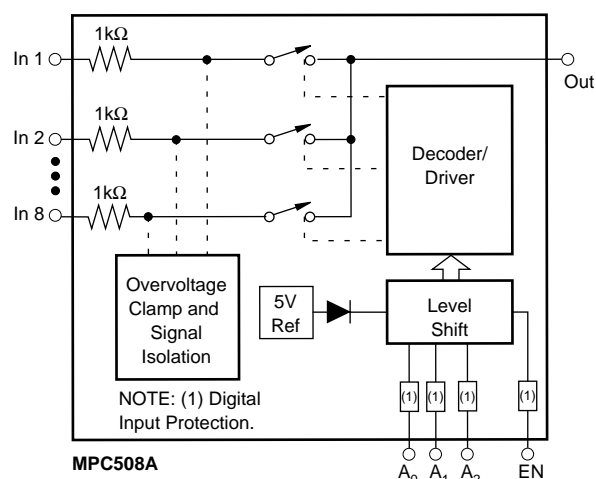 1kΩ
In 1
Out
1kΩ
In 2
Decoder/
Driver
1kΩ
In 8
Overvoltage
Clamp and
Signal
Isolation
5V
Ref
Level
Shift
(1) (1) (1) (1)
NOTE: (1) Digital
Input Protection.
MPC508A
A₀ A₁ A₂ EN